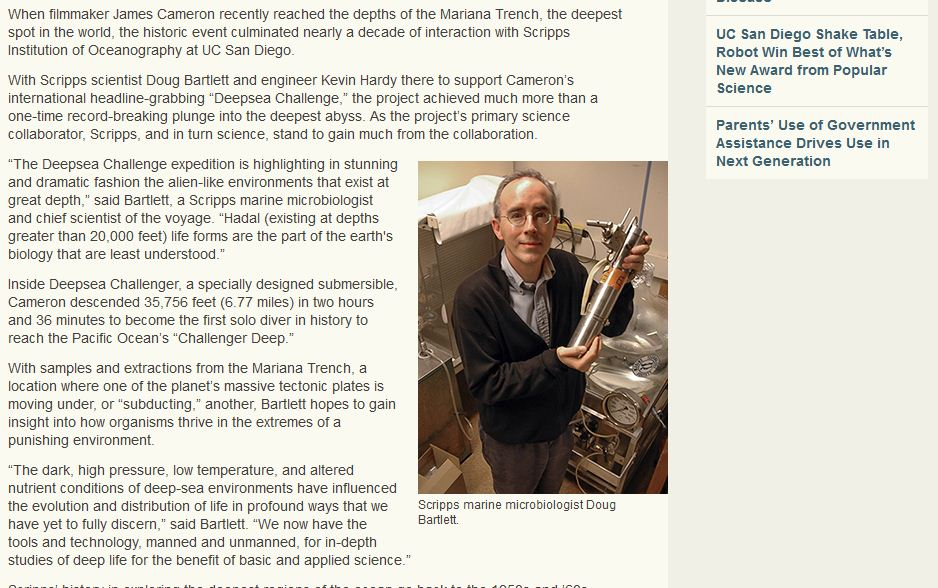 When filmmaker James Cameron recently reached the depths of the Mariana Trench, the deepest
spot in the world, the historic event culminated nearly a decade of interaction with Scripps
Institution of Oceanography at UC San Diego.
With Scripps scientist Doug Bartlett and engineer Kevin Hardy there to support Cameron’s
international headline-grabbing “Deepsea Challenge,” the project achieved much more than a
one-time record-breaking plunge into the deepest abyss. As the project’s primary science
collaborator, Scripps, and in turn science, stand to gain much from the collaboration.
“The Deepsea Challenge expedition is highlighting in stunning
and dramatic fashion the alien-like environments that exist at
great depth,” said Bartlett, a Scripps marine microbiologist
and chief scientist of the voyage. “Hadal (existing at depths
greater than 20,000 feet) life forms are the part of the earth's
biology that are least understood.”
Inside Deepsea Challenger, a specially designed submersible,
Cameron descended 35,756 feet (6.77 miles) in two hours
and 36 minutes to become the first solo diver in history to
reach the Pacific Ocean’s “Challenger Deep.”
With samples and extractions from the Mariana Trench, a
location where one of the planet’s massive tectonic plates is
moving under, or “subducting,” another, Bartlett hopes to gain
insight into how organisms thrive in the extremes of a
punishing environment.
“The dark, high pressure, low temperature, and altered
nutrient conditions of deep-sea environments have influenced
the evolution and distribution of life in profound ways that we
have yet to fully discern,” said Bartlett. “We now have the
tools and technology, manned and unmanned, for in-depth
studies of deep life for the benefit of basic and applied science.”
Scripps marine microbiologist Doug
Bartlett.
UC San Diego Shake Table,
Robot Win Best of What’s
New Award from Popular
Science
Parents’ Use of Government
Assistance Drives Use in
Next Generation